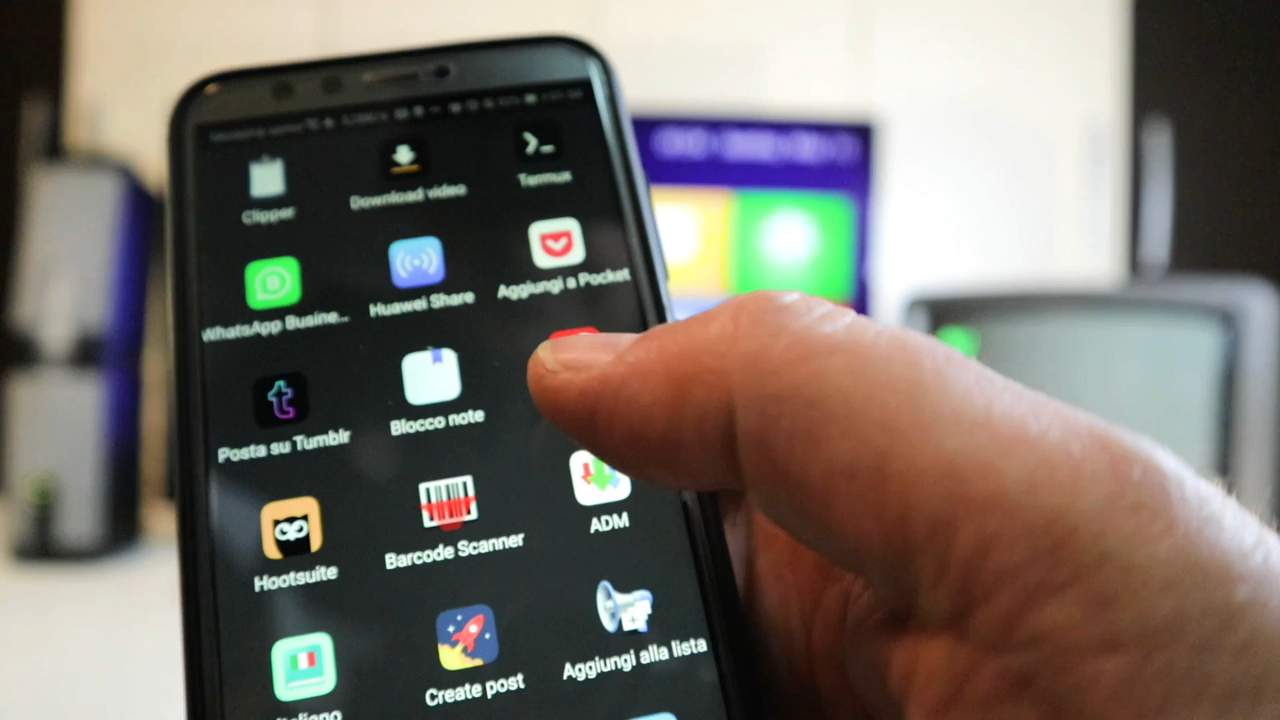 Clipper
Download video
Termux
WhatsApp Busine...
Huawei Share
Aggiungi a Pocket
Posta su Tumblr
Blocco note
Hootsuite
Barcode Scanner
ADM
Italiano
Create post
Aggiungi alla lista